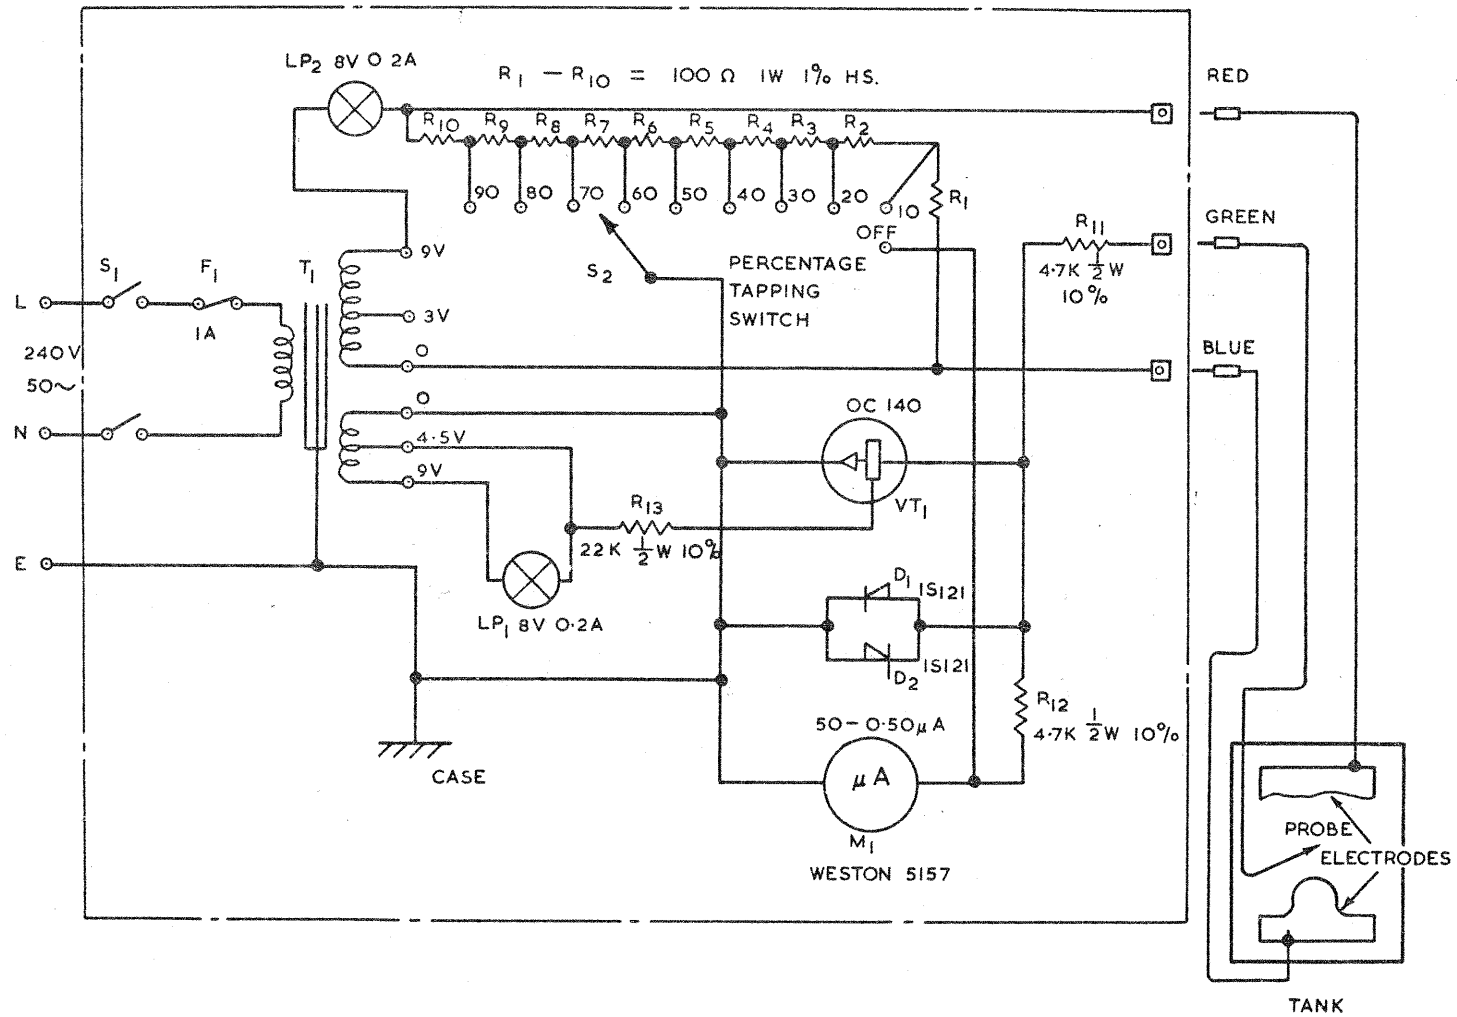 LP2 8V 0·2A
R1 – R10 = 100 Ω 1W 1% HS.
RED
R10 R9 R8 R7 R6 R5 R4 R3 R2
90 80 70 60 50 40 30 20 10
R1
R11
GREEN
OFF
4·7K 1/2 W
10%
S1 F1 T1 9V
S2
PERCENTAGE
TAPPING
SWITCH
L
3V
1A
240V
50~
0
BLUE
N
0
4·5V
9V
OC 140
VT1
R13
22K 1/2 W 10%
E
D1 1S121
LP1 8V 0·2A
D2 1S121
R12
4·7K 1/2 W 10%
50–0·50μA
μA
M1
CASE
WESTON 5157
PROBE
ELECTRODES
TANK